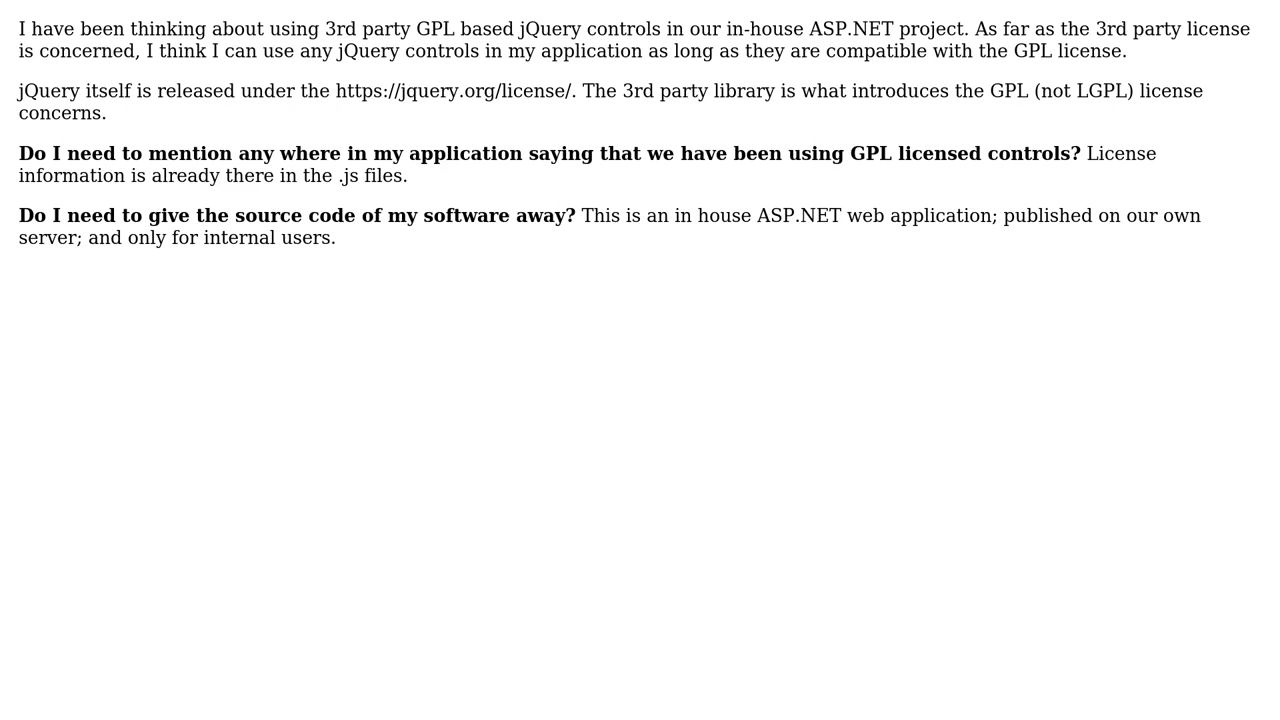 I have been thinking about using 3rd party GPL based jQuery controls in our in-house ASP.NET project. As far as the 3rd party license
is concerned, I think I can use any jQuery controls in my application as long as they are compatible with the GPL license.
jQuery itself is released under the https://jquery.org/license/. The 3rd party library is what introduces the GPL (not LGPL) license
concerns.
Do I need to mention any where in my application saying that we have been using GPL licensed controls? License
information is already there in the .js files.
Do I need to give the source code of my software away? This is an in house ASP.NET web application; published on our own
server; and only for internal users.